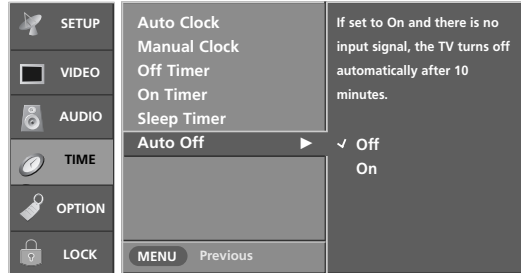 SETUP
VIDEO
AUDIO
TIME
OPTION
LOCK
Auto Clock
Manual Clock
Off Timer
On Timer
Sleep Timer
Auto Off
MENU Previous
If set to On and there is no
input signal, the TV turns off
automatically after 10
minutes.
Off
On